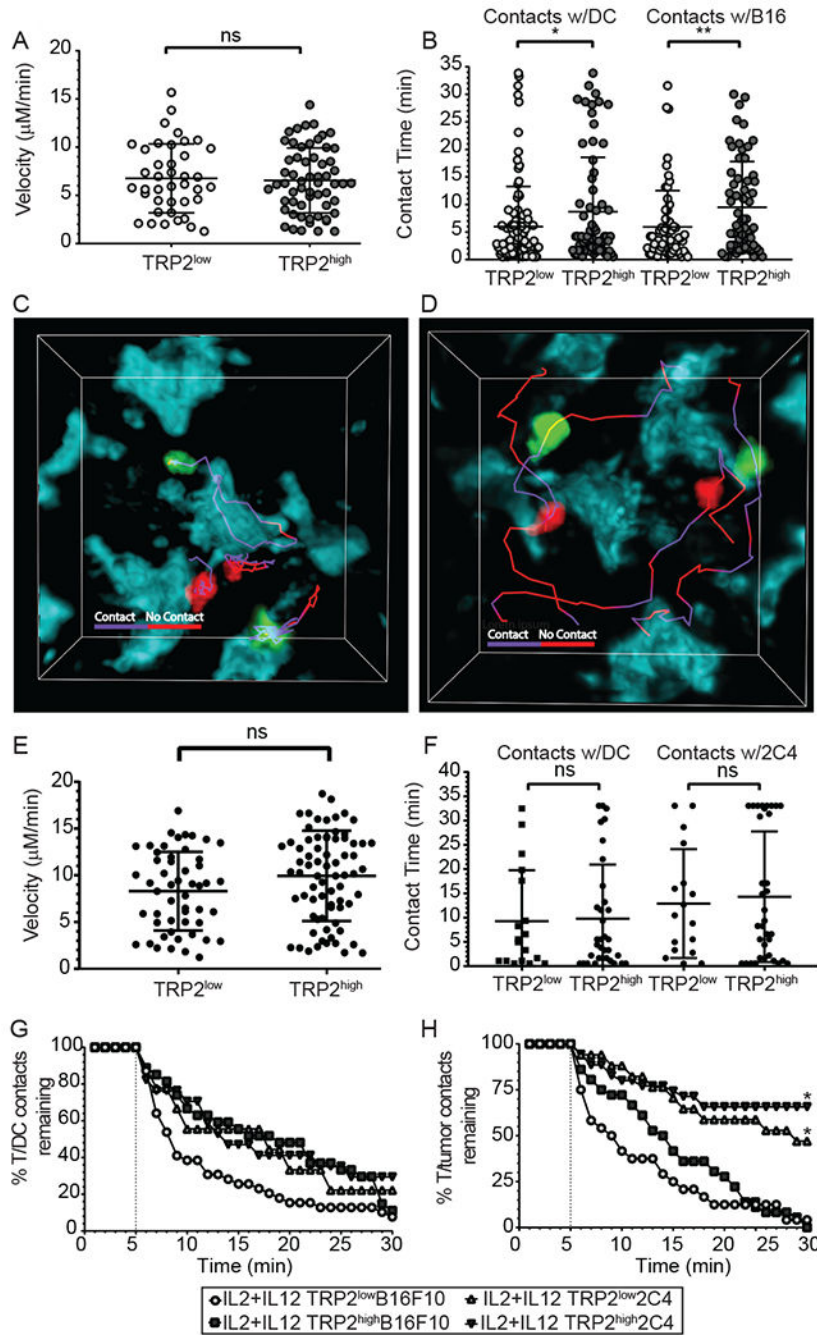 A
ns
Velocity (µM/min)
20
15
10
5
0
TRP2low
TRP2high
B
Contacts w/DC
Contacts w/B16
*
**
Contact Time (min)
35
30
25
20
15
10
5
0
TRP2low
TRP2high
TRP2low
TRP2high
C
Contact
No Contact
D
Contact
No Contact
E
ns
Velocity (µM/min)
20
15
10
5
0
TRP2low
TRP2high
F
Contacts w/DC
Contacts w/2C4
ns
ns
Contact Time (min)
40
35
30
25
20
15
10
5
0
TRP2low
TRP2high
TRP2low
TRP2high
G
% T/DC contacts
remaining
100
80
60
40
20
0
0 5 10 15 20 25 30
Time (min)
H
% T/tumor contacts
remaining
100
75
50
25
0
0 5 10 15 20 25 30
Time (min)
*
*
IL2+IL12 TRP2lowB16F10
IL2+IL12 TRP2low2C4
IL2+IL12 TRP2highB16F10
IL2+IL12 TRP2high2C4